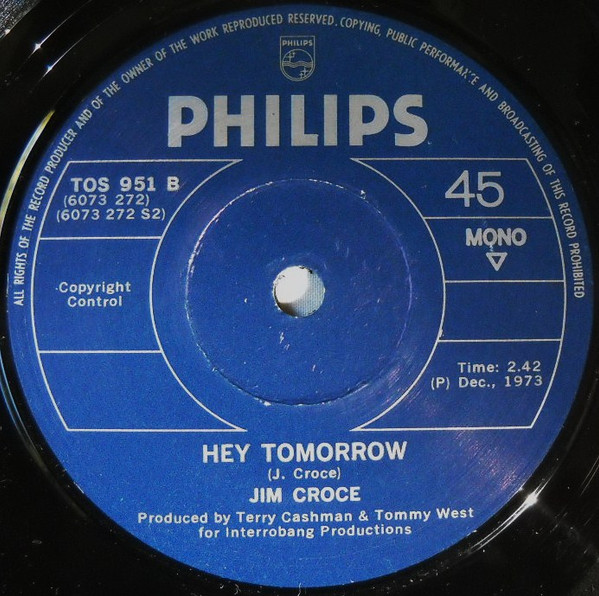 ALL RIGHTS OF THE RECORD PRODUCER AND OF THE OWNER OF THE WORK REPRODUCED RESERVED. COPYING, PUBLIC PERFORMANCE AND BROADCASTING OF THIS RECORD PROHIBITED
PHILIPS
PHILIPS
TOS 951 B
(6073 272)
(6073 272 S2)
45
MONO
Copyright
Control
Time: 2.42
(P) Dec., 1973
HEY TOMORROW
(J. Croce)
JIM CROCE
Produced by Terry Cashman & Tommy West
for Interrobang Productions